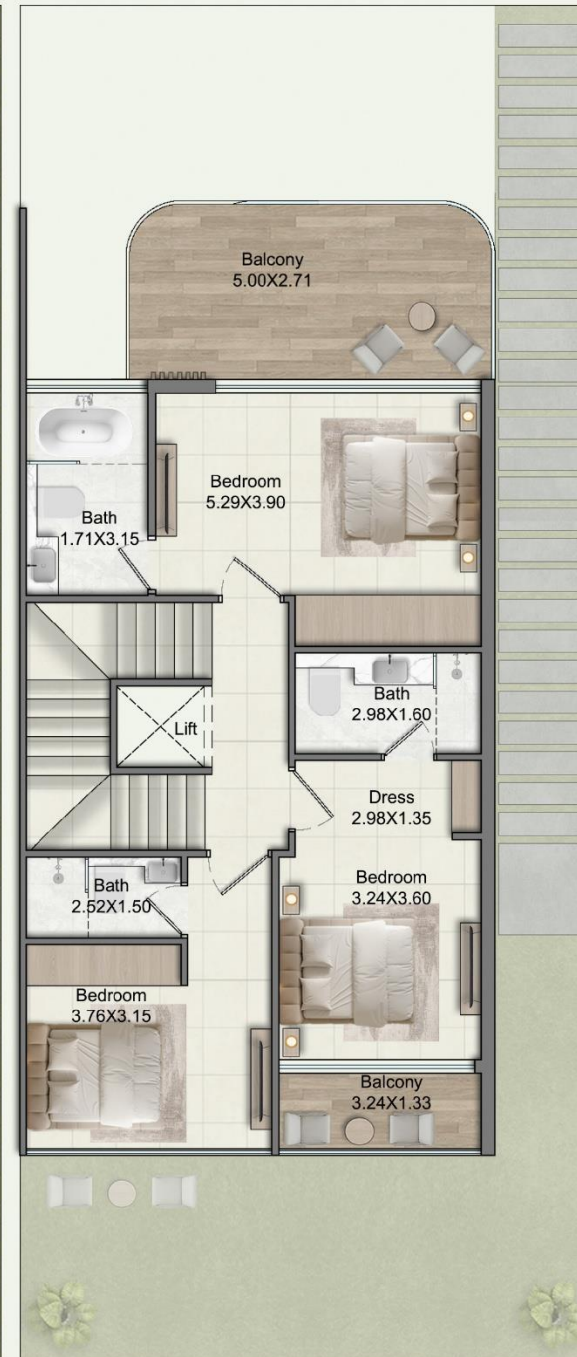 Balcony
5.00X2.71
Bedroom
5.29X3.90
Bath
1.71X3.15
Bath
2.98X1.60
Lift
Dress
2.98X1.35
Bath
2.52X1.50
Bedroom
3.24X3.60
Bedroom
3.76X3.15
Balcony
3.24X1.33